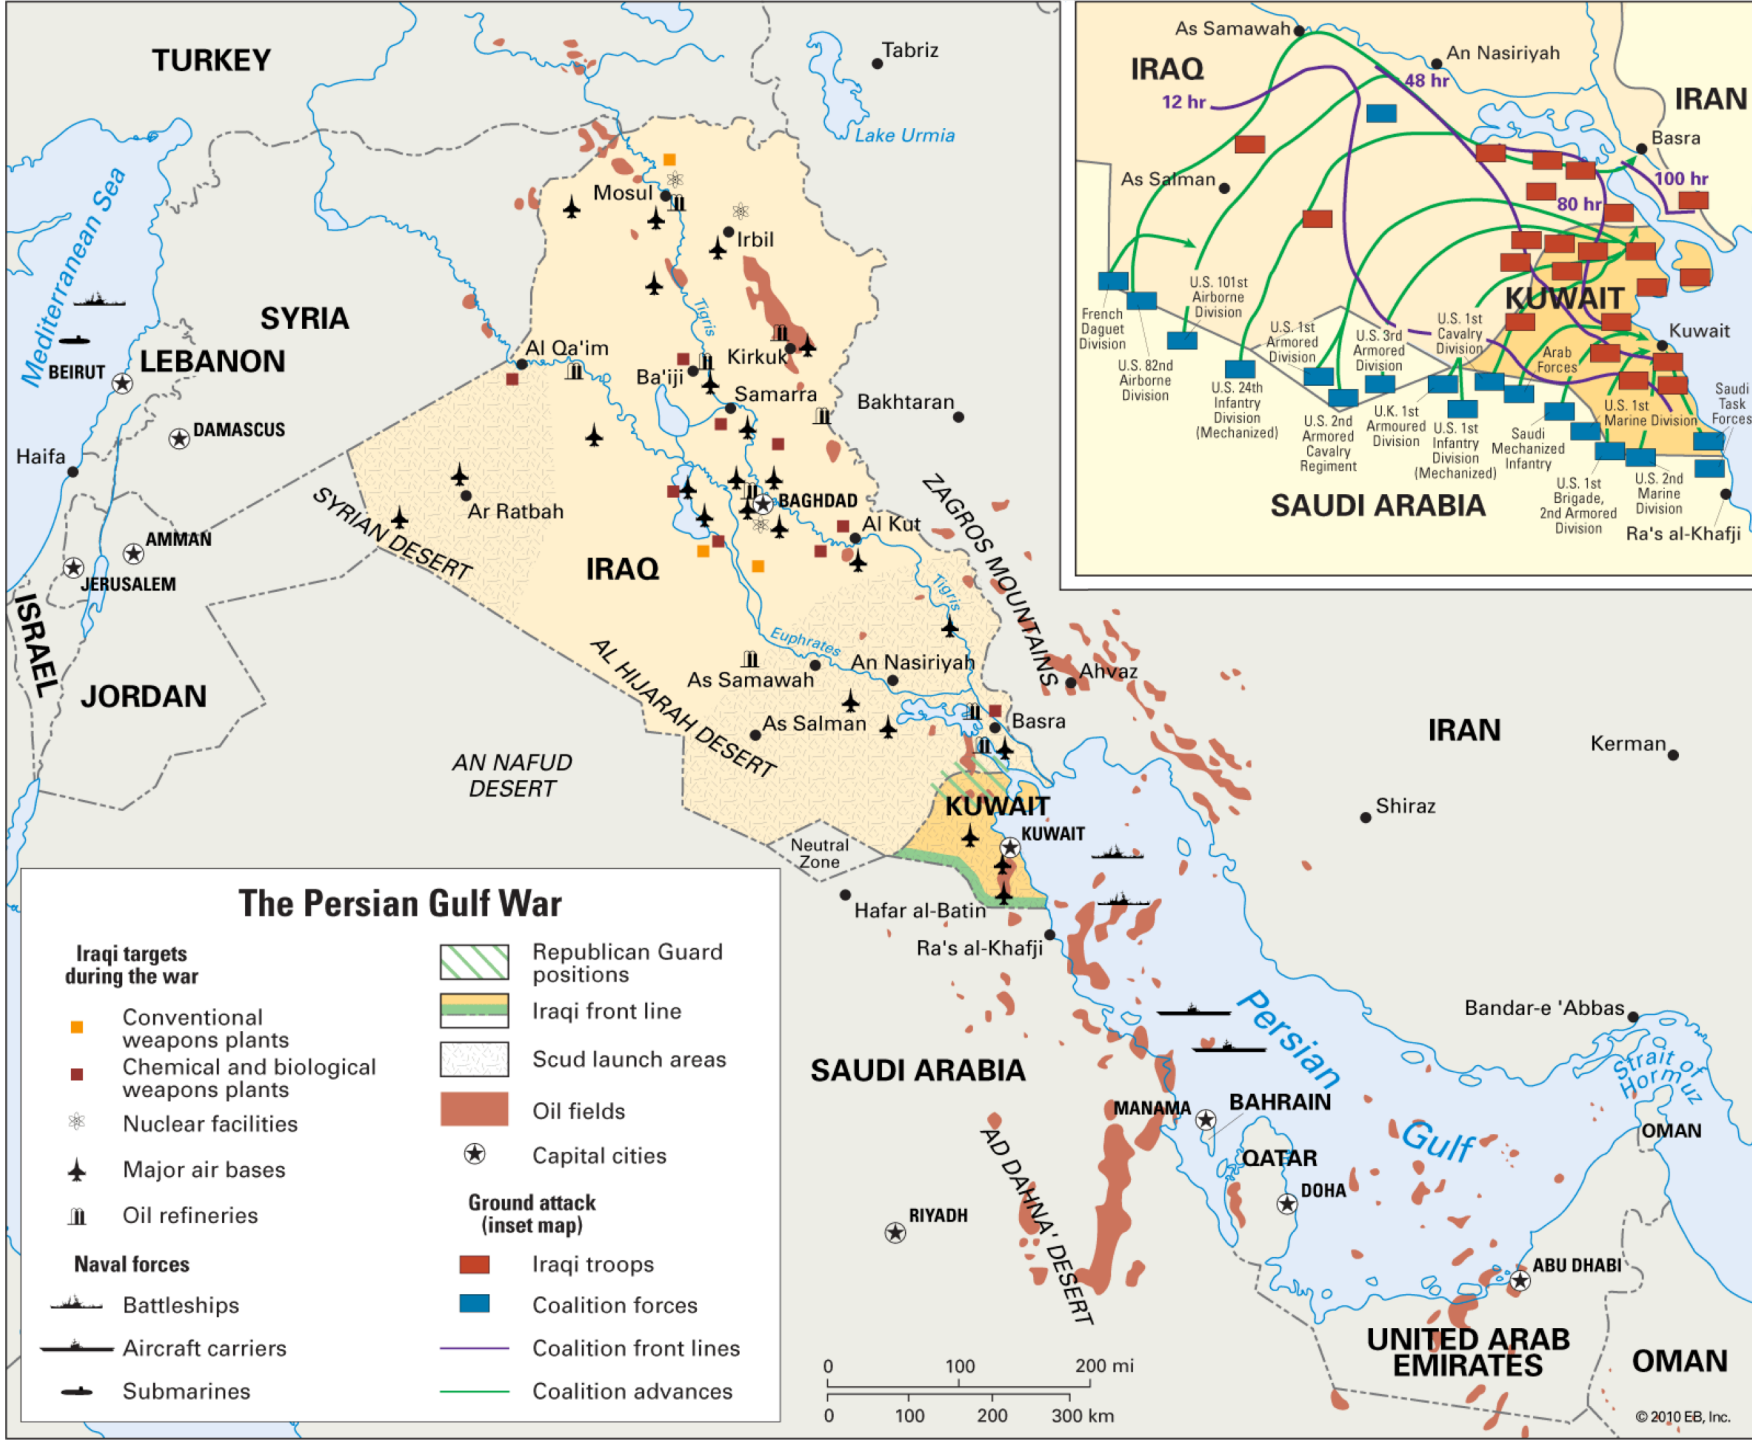 TURKEY
Tabriz
Lake Urmia
Mediterranean Sea
Mosul
Irbil
SYRIA
Tigris
LEBANON
BEIRUT
Al Qa'im
Kirkuk
Ba'iji
Samarra
Bakhtaran
DAMASCUS
Haifa
BAGHDAD
Ar Ratbah
Al Kut
ZAGROS MOUNTAINS
SYRIAN DESERT
AMMAN
JERUSALEM
IRAQ
Tigris
ISRAEL
Euphrates
AL HIJARAH DESERT
An Nasiriyah
As Samawah
Ahvaz
JORDAN
As Salman
Basra
IRAN
Kerman
AN NAFUD
DESERT
KUWAIT
Shiraz
KUWAIT
Neutral
Zone
Hafar al-Batin
Ra's al-Khafji
Persian
Gulf
Bandar-e 'Abbas
Strait of
Hormuz
SAUDI ARABIA
MANAMA
BAHRAIN
OMAN
QATAR
AD DAHNA' DESERT
DOHA
RIYADH
ABU DHABI
UNITED ARAB
EMIRATES
OMAN
0
100
200 mi
0
100
200
300 km
© 2010 EB, Inc.
As Samawah
An Nasiriyah
IRAQ
48 hr
12 hr
IRAN
Basra
As Salman
100 hr
80 hr
U.S. 101st
Airborne
Division
KUWAIT
French
Daguet
Division
U.S. 1st
Armored
Division
U.S. 3rd
Armored
Division
U.S. 1st
Cavalry
Division
Kuwait
Arab
Forces
U.S. 82nd
Airborne
Division
U.S. 24th
Infantry
Division
(Mechanized)
U.S. 2nd
Armored
Cavalry
Regiment
U.K. 1st
Armoured
Division
U.S. 1st
Infantry
Division
(Mechanized)
Saudi
Mechanized
Infantry
U.S. 1st
Marine Division
Saudi
Task
Forces
U.S. 1st
Brigade,
2nd Armored
Division
U.S. 2nd
Marine
Division
SAUDI ARABIA
Ra's al-Khafji
The Persian Gulf War
Iraqi targets
during the war
Conventional
weapons plants
Chemical and biological
weapons plants
Nuclear facilities
Major air bases
Oil refineries
Naval forces
Battleships
Aircraft carriers
Submarines
Republican Guard
positions
Iraqi front line
Scud launch areas
Oil fields
Capital cities
Ground attack
(inset map)
Iraqi troops
Coalition forces
Coalition front lines
Coalition advances